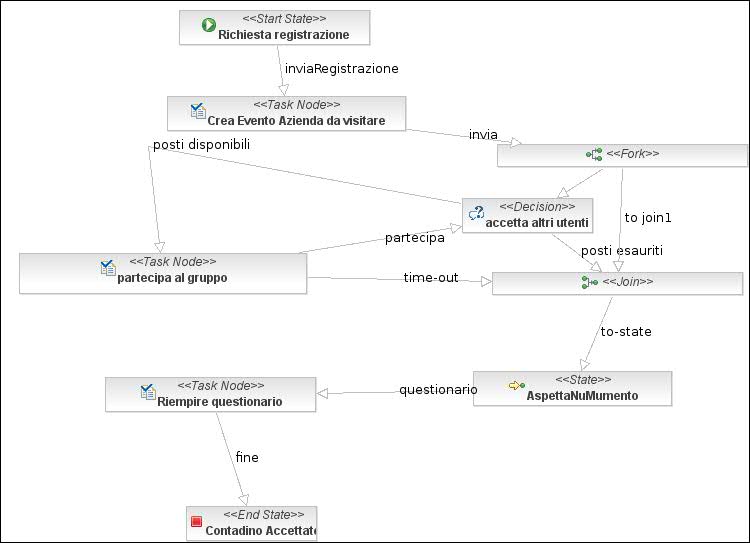 <<Start State>>
Richiesta registrazione
inviaRegistrazione
<<Task Node>>
Crea Evento Azienda da visitare
invia
posti disponibili
<<Fork>>
<<Decision>>
accetta altri utenti
to join1
partecipa
posti esauriti
<<Task Node>>
partecipa al gruppo
time-out
<<Join>>
to-state
<<State>>
AspettaNuMumento
questionario
<<Task Node>>
Riempire questionario
fine
<<End State>>
Contadino Accettato